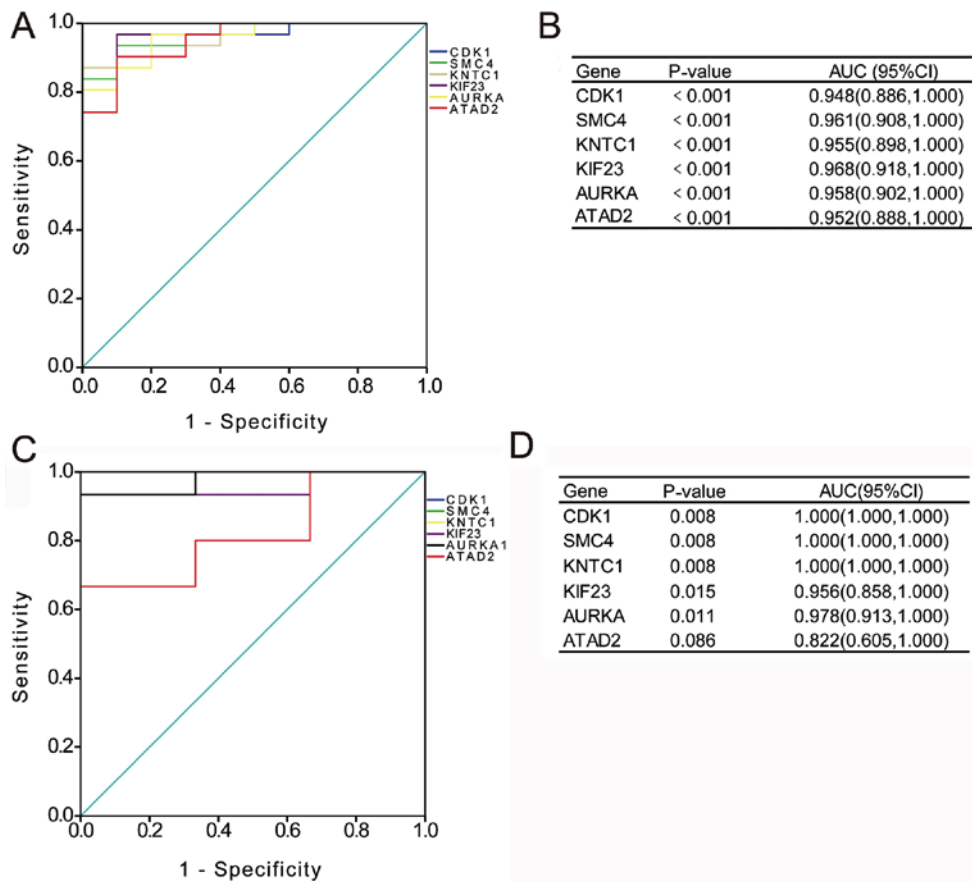 A
1.0
0.8
0.6
0.4
0.2
0.0
Sensitivity
0.0 0.2 0.4 0.6 0.8 1.0
1 - Specificity
CDK1
SMC4
KNTC1
KIF23
AURKA
ATAD2
B
Gene P-value AUC (95%CI)
CDK1 < 0.001 0.948(0.886,1.000)
SMC4 < 0.001 0.961(0.908,1.000)
KNTC1 < 0.001 0.955(0.898,1.000)
KIF23 < 0.001 0.968(0.918,1.000)
AURKA < 0.001 0.958(0.902,1.000)
ATAD2 < 0.001 0.952(0.888,1.000)
C
1.0
0.8
0.6
0.4
0.2
0.0
Sensitivity
0.0 0.2 0.4 0.6 0.8 1.0
1 - Specificity
CDK1
SMC4
KNTC1
KIF23
AURKA1
ATAD2
D
Gene P-value AUC(95%CI)
CDK1 0.008 1.000(1.000,1.000)
SMC4 0.008 1.000(1.000,1.000)
KNTC1 0.008 1.000(1.000,1.000)
KIF23 0.015 0.956(0.858,1.000)
AURKA 0.011 0.978(0.913,1.000)
ATAD2 0.086 0.822(0.605,1.000)